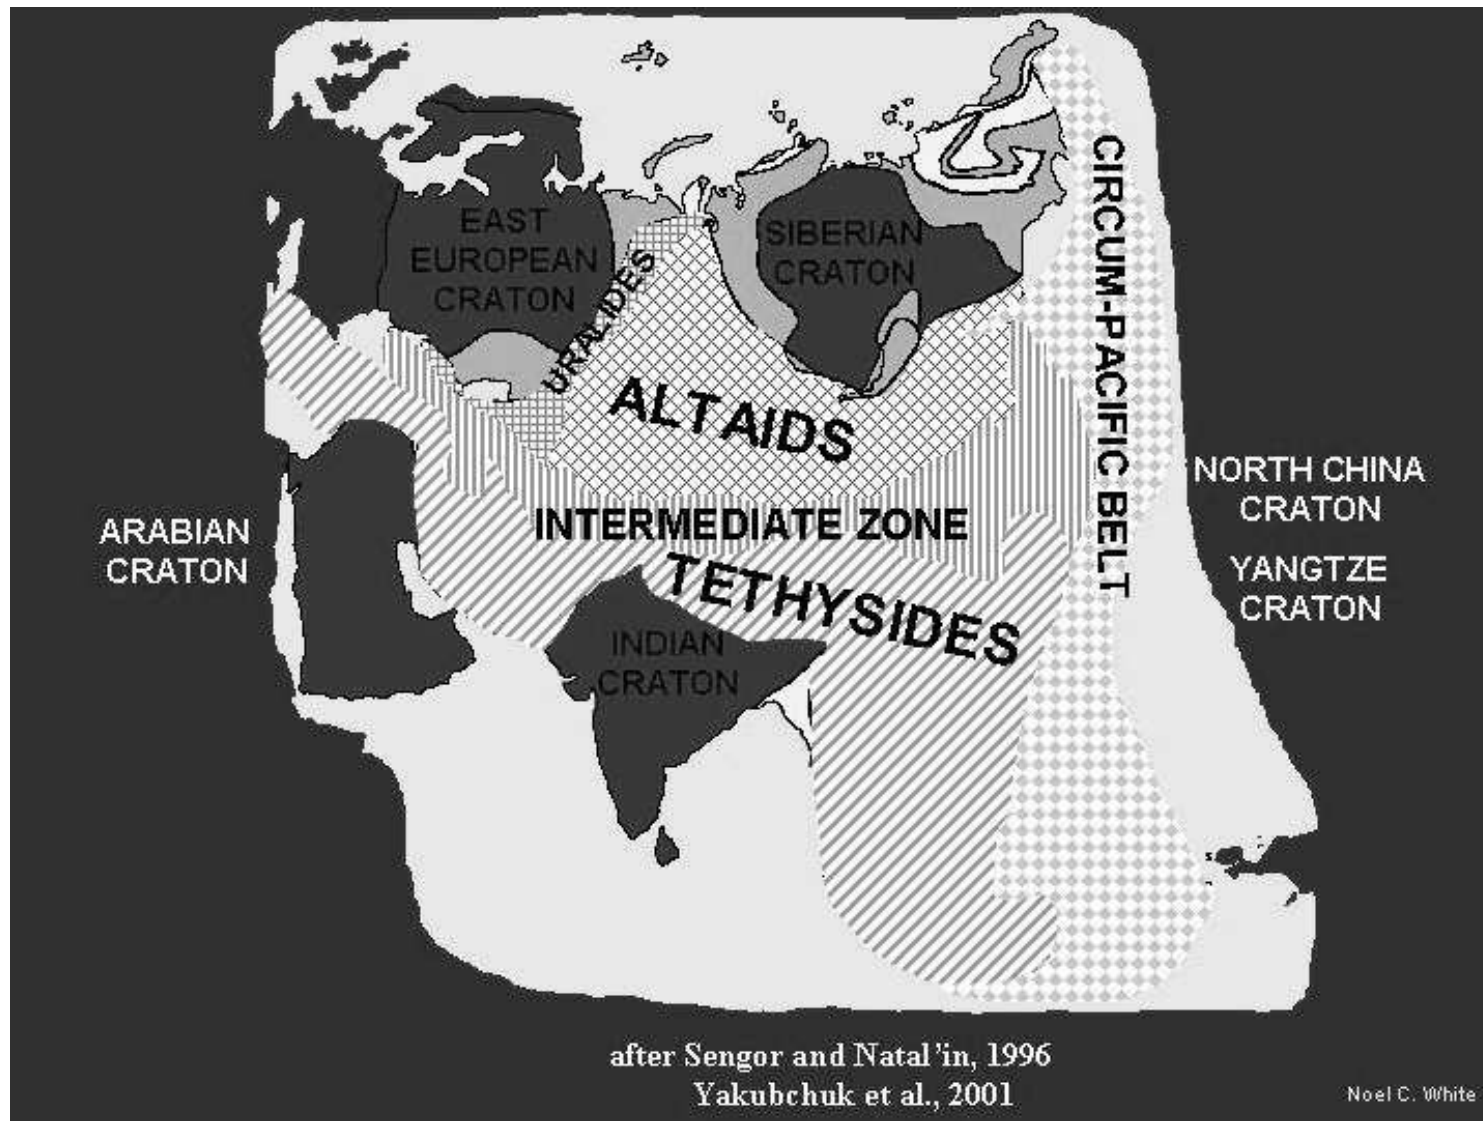 EAST
EUROPEAN
CRATON
SIBERIAN
CRATON
URALIDES
ALTAIDS
CIRCUM-PACIFIC BELT
NORTH CHINA
CRATON
ARABIAN
CRATON
INTERMEDIATE ZONE
YANGTZE
CRATON
TETHYSIDES
INDIAN
CRATON
after Sengor and Natal'in, 1996
Yakubchuk et al., 2001
Noel C. White